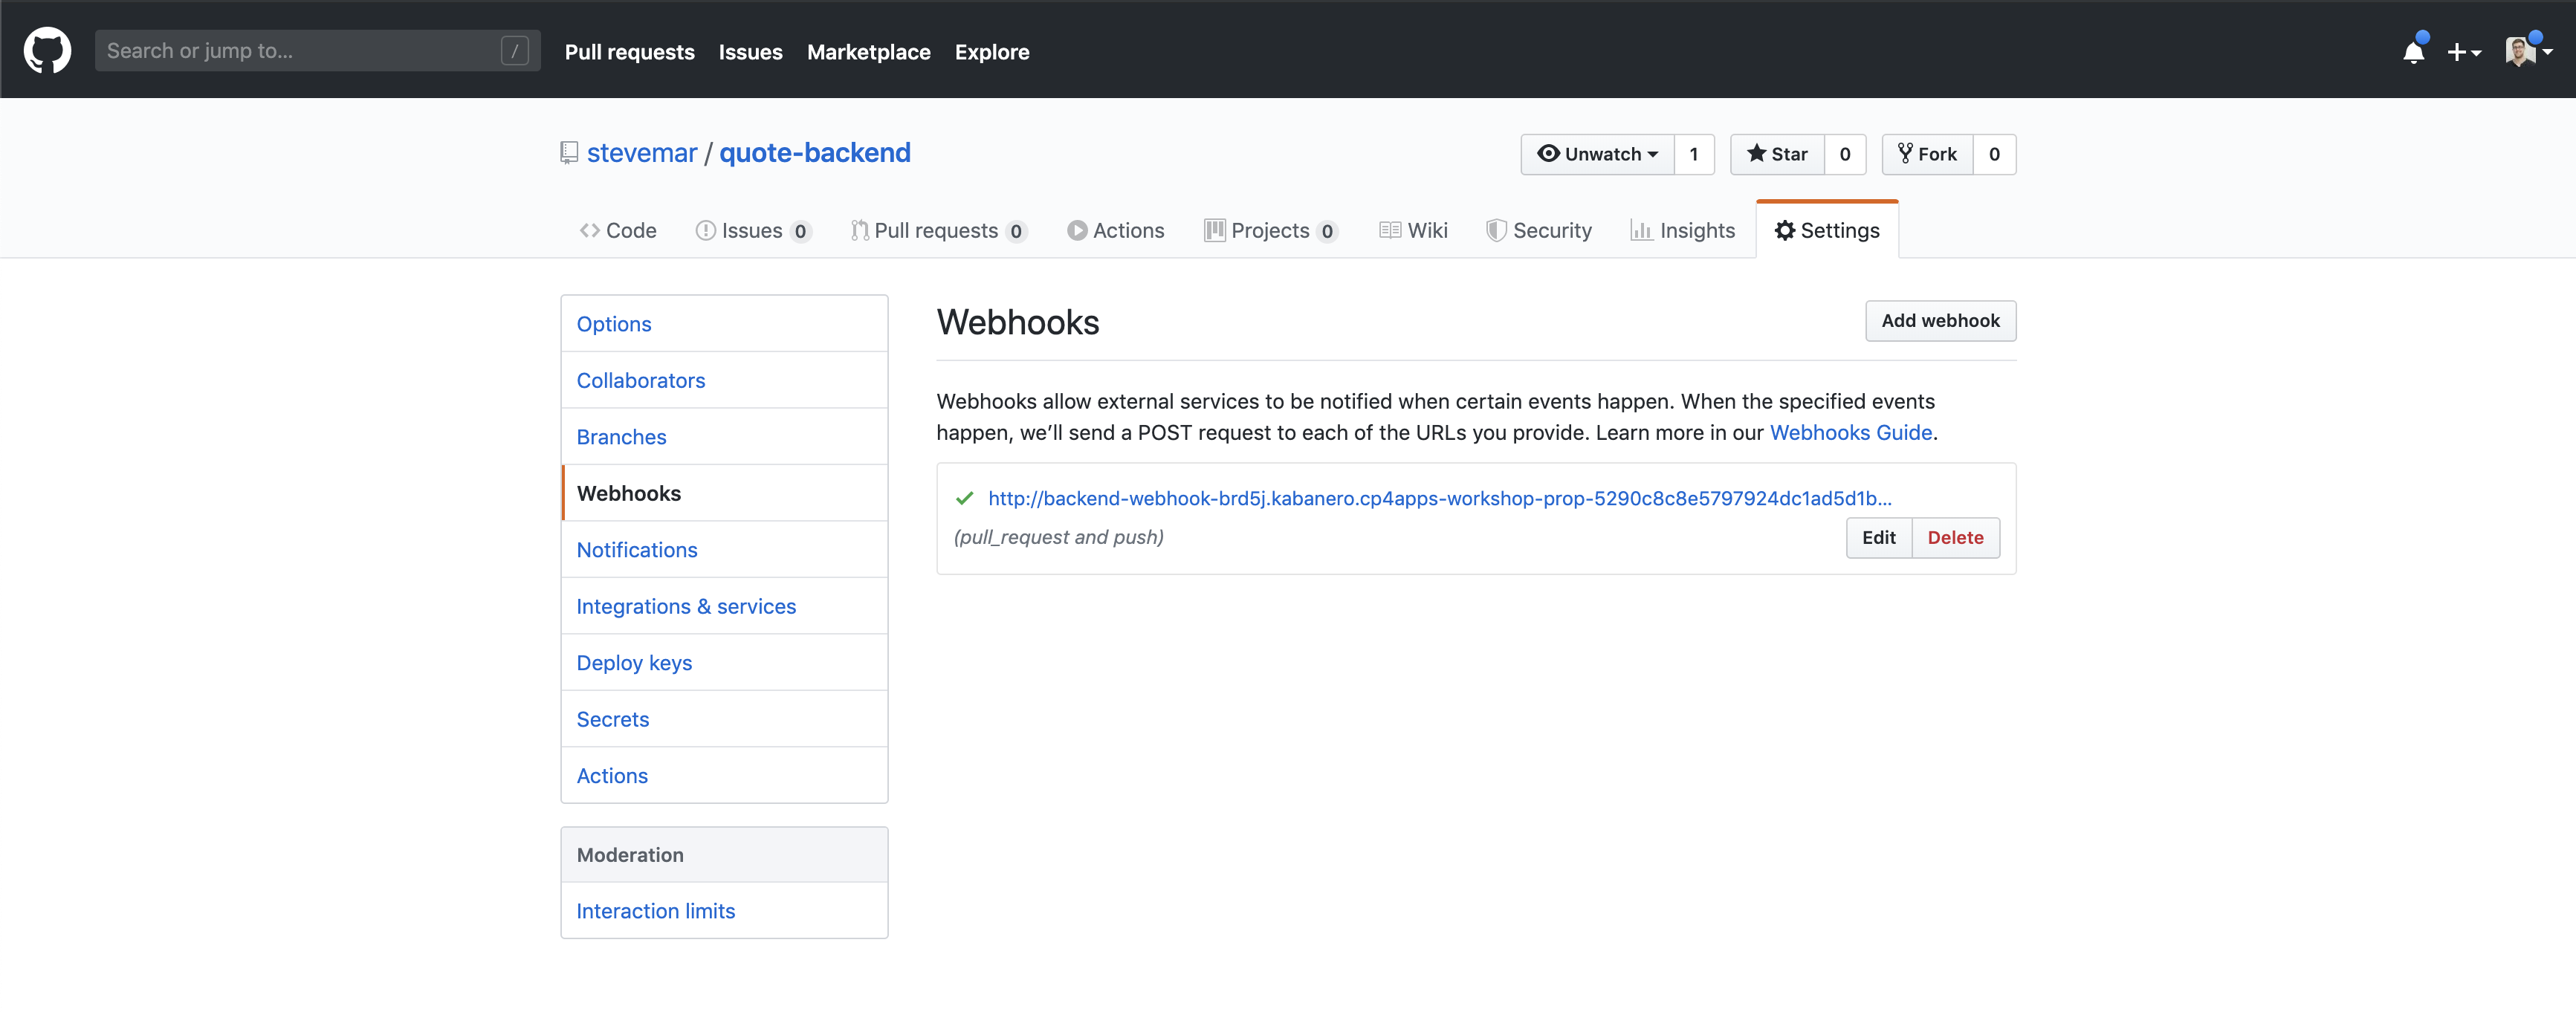 Search or jump to... /
Pull requests Issues Marketplace Explore
stevemar / quote-backend
Unwatch 1 Star 0 Fork 0
Code Issues 0 Pull requests 0 Actions Projects 0 Wiki Security Insights Settings
Options
Collaborators
Branches
Webhooks
Notifications
Integrations & services
Deploy keys
Secrets
Actions
Moderation
Interaction limits
Webhooks
Add webhook
Webhooks allow external services to be notified when certain events happen. When the specified events
happen, we’ll send a POST request to each of the URLs you provide. Learn more in our Webhooks Guide.
http://backend-webhook-brd5j.kabanero.cp4apps-workshop-prop-5290c8c8e5797924dc1ad5d1b...
(pull_request and push)
Edit Delete